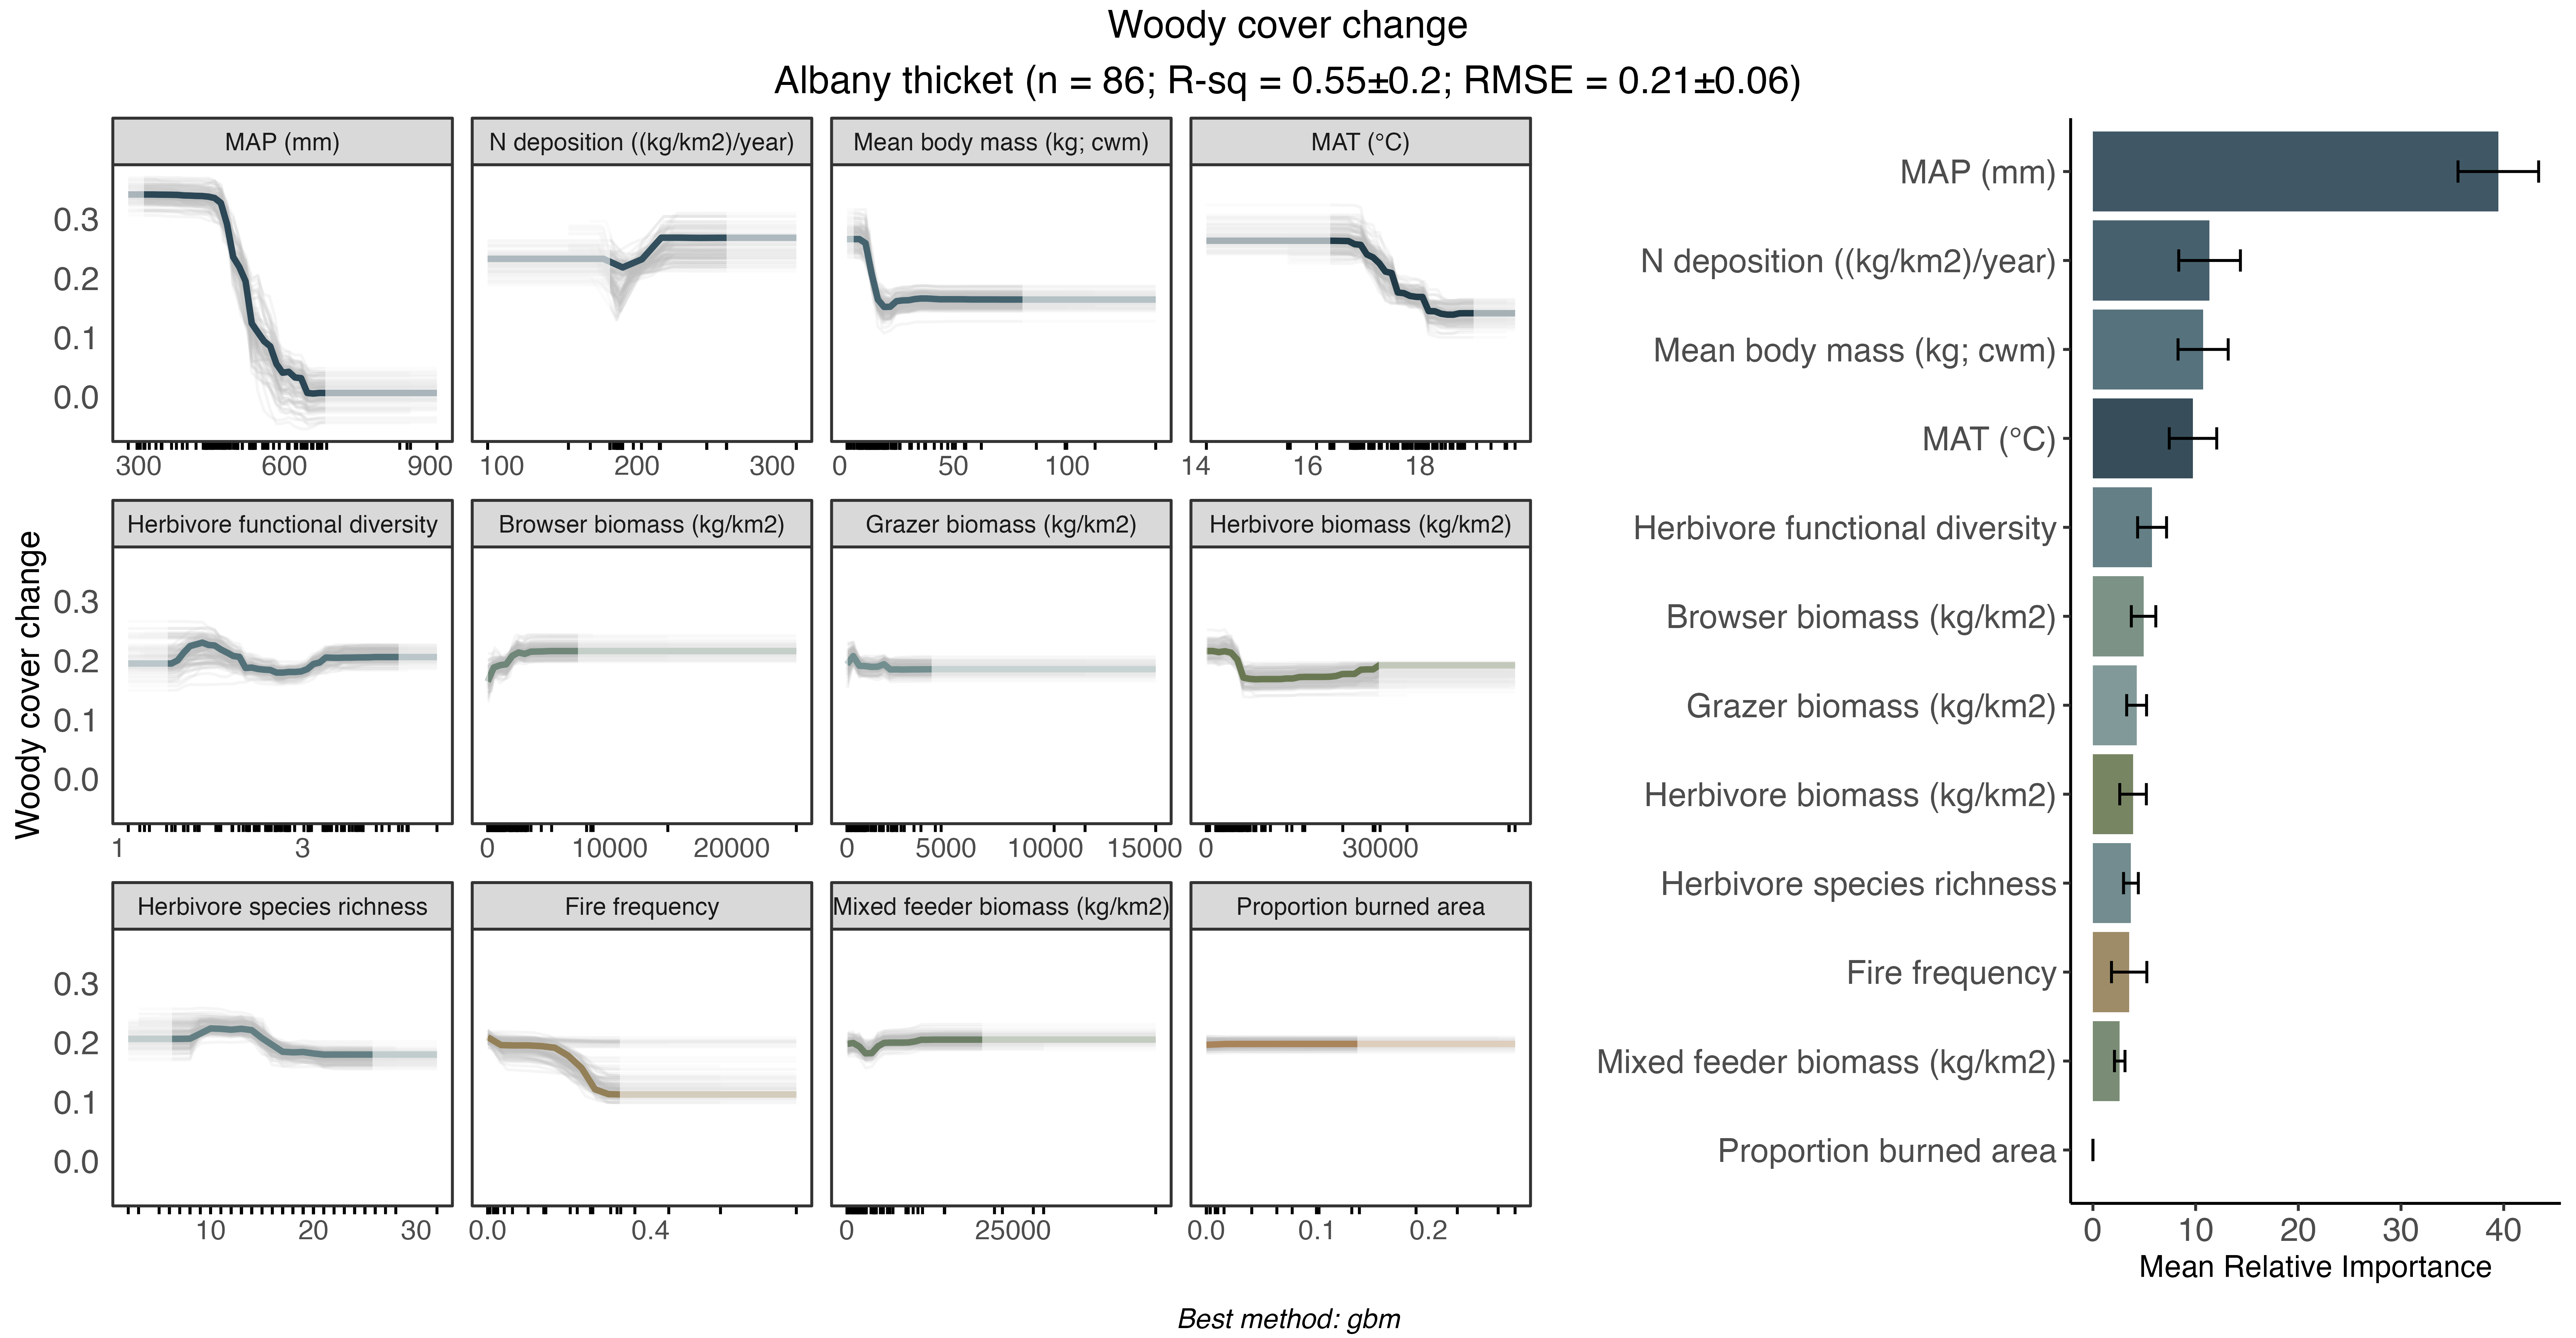 Woody cover change
Albany thicket (n = 86; R-sq = 0.55±0.2; RMSE = 0.21±0.06)
MAP (mm)
N deposition ((kg/km2)/year)
Mean body mass (kg; cwm)
MAT (°C)
0.3
0.2
0.1
0.0
300 600 900
100 200 300
0 50 100
14 16 18
Herbivore functional diversity
Browser biomass (kg/km2)
Grazer biomass (kg/km2)
Herbivore biomass (kg/km2)
Woody cover change
0.3
0.2
0.1
0.0
1 3
0 10000 20000
0 5000 10000 15000
0 30000
Herbivore species richness
Fire frequency
Mixed feeder biomass (kg/km2)
Proportion burned area
0.3
0.2
0.1
0.0
10 20 30
0.0 0.4
0 25000
0.0 0.1 0.2
MAP (mm)
N deposition ((kg/km2)/year)
Mean body mass (kg; cwm)
MAT (°C)
Herbivore functional diversity
Browser biomass (kg/km2)
Grazer biomass (kg/km2)
Herbivore biomass (kg/km2)
Herbivore species richness
Fire frequency
Mixed feeder biomass (kg/km2)
Proportion burned area
0 10 20 30 40
Mean Relative Importance
Best method: gbm